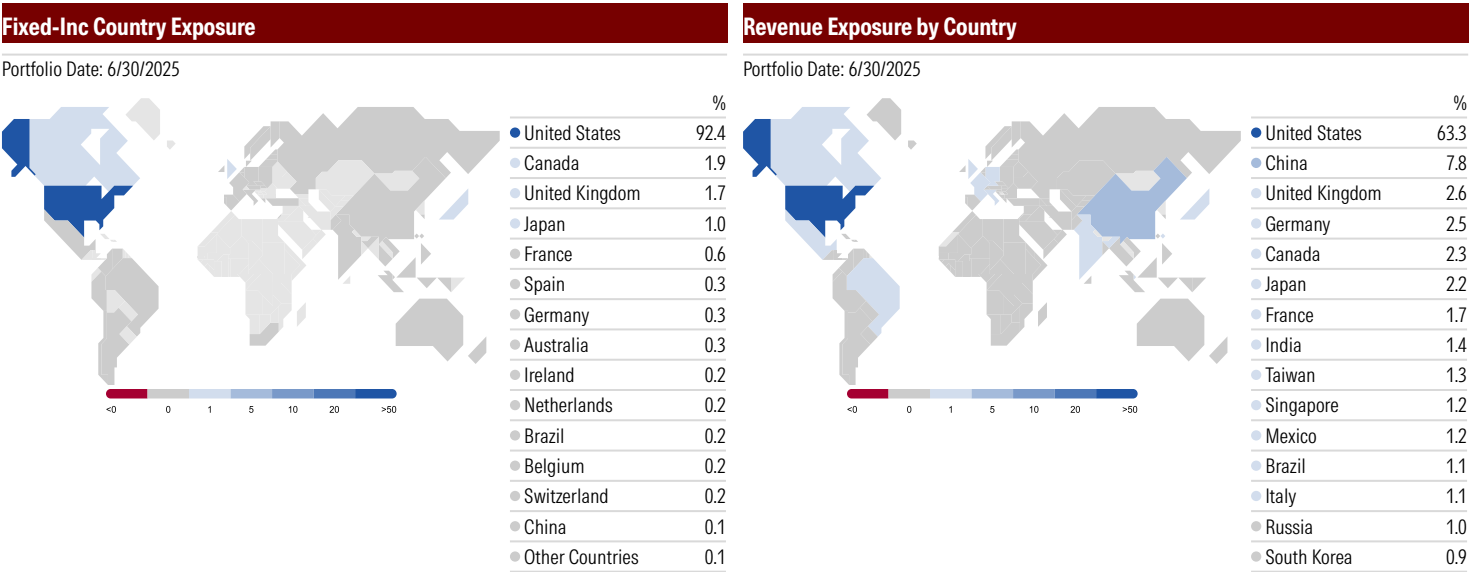 Fixed-Inc Country Exposure
Portfolio Date: 6/30/2025
%
United States 92.4
Canada 1.9
United Kingdom 1.7
Japan 1.0
France 0.6
Spain 0.3
Germany 0.3
Australia 0.3
Ireland 0.2
Netherlands 0.2
Brazil 0.2
Belgium 0.2
Switzerland 0.2
China 0.1
Other Countries 0.1
<0 0 1 5 10 20 >50
Revenue Exposure by Country
Portfolio Date: 6/30/2025
%
United States 63.3
China 7.8
United Kingdom 2.6
Germany 2.5
Canada 2.3
Japan 2.2
France 1.7
India 1.4
Taiwan 1.3
Singapore 1.2
Mexico 1.2
Brazil 1.1
Italy 1.1
Russia 1.0
South Korea 0.9
<0 0 1 5 10 20 >50